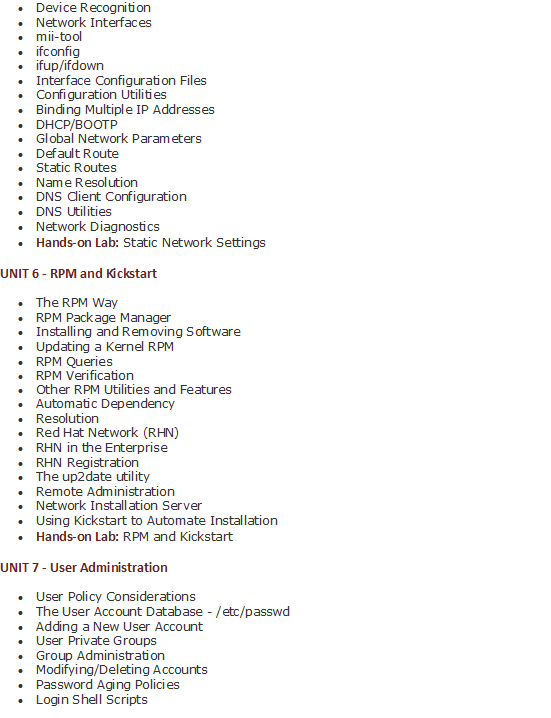 • Device Recognition
• Network Interfaces
• mii-tool
• ifconfig
• ifup/ifdown
• Interface Configuration Files
• Configuration Utilities
• Binding Multiple IP Addresses
• DHCP/BOOTP
• Global Network Parameters
• Default Route
• Static Routes
• Name Resolution
• DNS Client Configuration
• DNS Utilities
• Network Diagnostics
• Hands-on Lab: Static Network Settings
UNIT 6 - RPM and Kickstart
• The RPM Way
• RPM Package Manager
• Installing and Removing Software
• Updating a Kernel RPM
• RPM Queries
• RPM Verification
• Other RPM Utilities and Features
• Automatic Dependency
• Resolution
• Red Hat Network (RHN)
• RHN in the Enterprise
• RHN Registration
• The up2date utility
• Remote Administration
• Network Installation Server
• Using Kickstart to Automate Installation
• Hands-on Lab: RPM and Kickstart
UNIT 7 - User Administration
• User Policy Considerations
• The User Account Database - /etc/passwd
• Adding a New User Account
• User Private Groups
• Group Administration
• Modifying/Deleting Accounts
• Password Aging Policies
• Login Shell Scripts